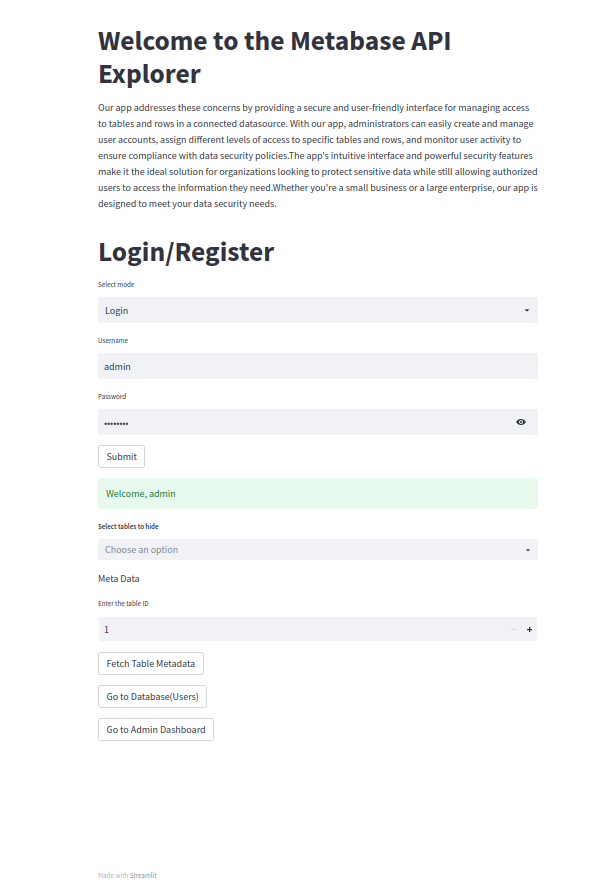 Welcome to the Metabase API
Explorer
Our app addresses these concerns by providing a secure and user-friendly interface for managing access
to tables and rows in a connected datasource. With our app, administrators can easily create and manage
user accounts, assign different levels of access to specific tables and rows, and monitor user activity to
ensure compliance with data security policies.The app's intuitive interface and powerful security features
make it the ideal solution for organizations looking to protect sensitive data while still allowing authorized
users to access the information they need.Whether you're a small business or a large enterprise, our app is
designed to meet your data security needs.
Login/Register
Select mode
Login
Username
admin
Password
••••••••
Submit
Welcome, admin
Select tables to hide
Choose an option
Meta Data
Enter the table ID
1
Fetch Table Metadata
Go to Database(Users)
Go to Admin Dashboard
Made with Streamlit